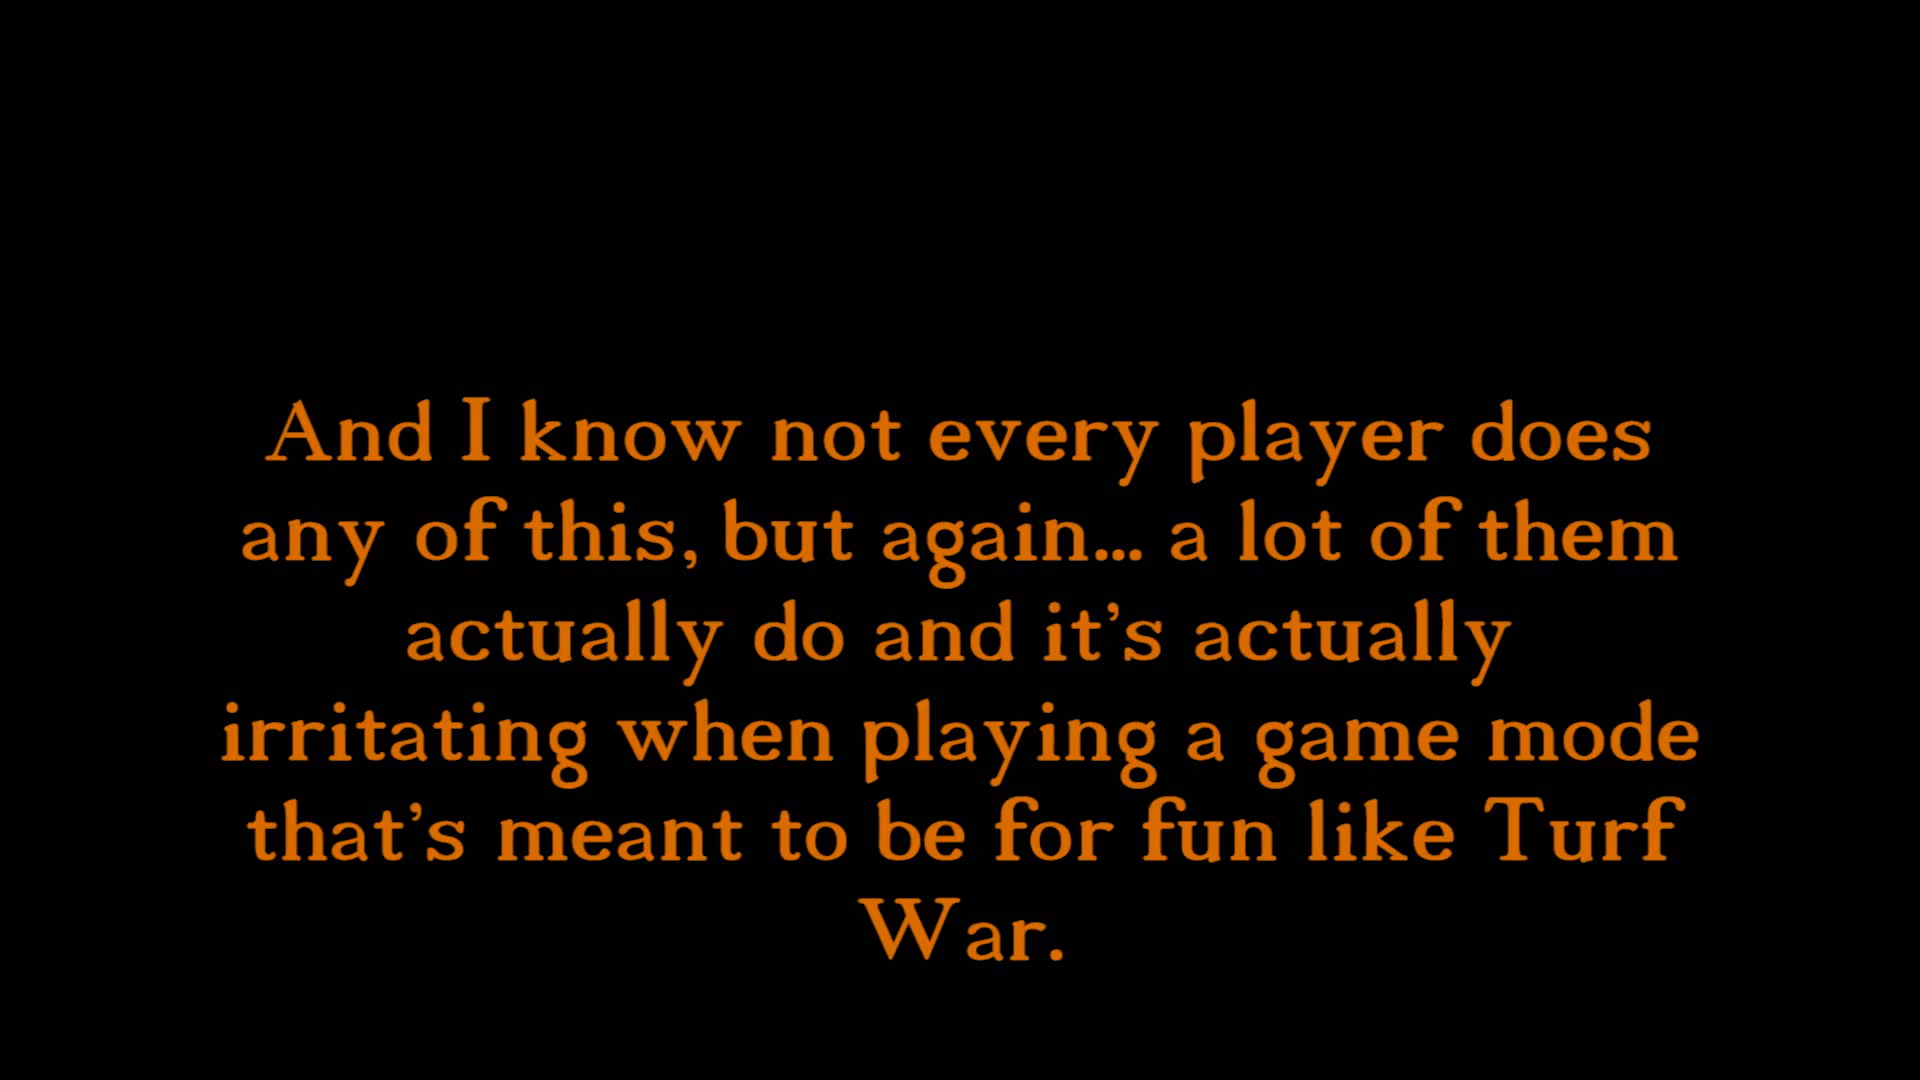 And I know not every player does
any of this, but again... a lot of them
actually do and it's actually
irritating when playing a game mode
that's meant to be for fun like Turf
War.